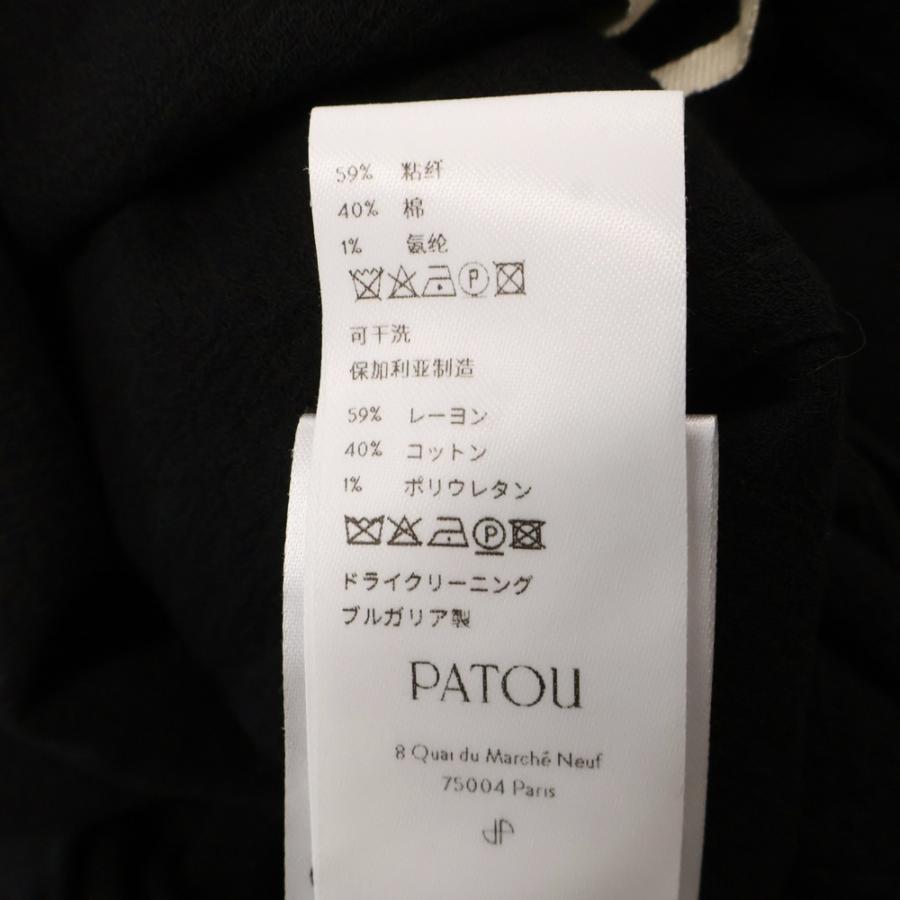 59% 粘纤
40% 棉
1% 氨纶
P
可干洗
保加利亚制造
59% レーヨン
40% コットン
1% ポリウレタン
P
ドライクリーニング
ブルガリア製
PATOU
8 Quai du Marché Neuf
75004 Paris
JP